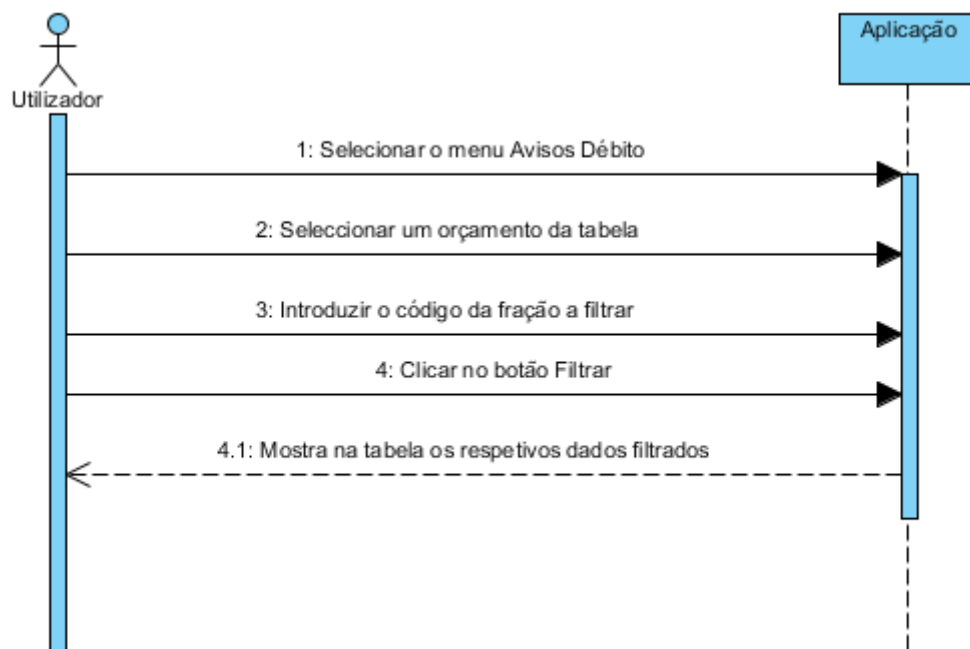 Utilizador
Aplicação
1: Selecionar o menu Avisos Débito
2: Seleccionar um orçamento da tabela
3: Introduzir o código da fração a filtrar
4: Clicar no botão Filtrar
4.1: Mostra na tabela os respetivos dados filtrados